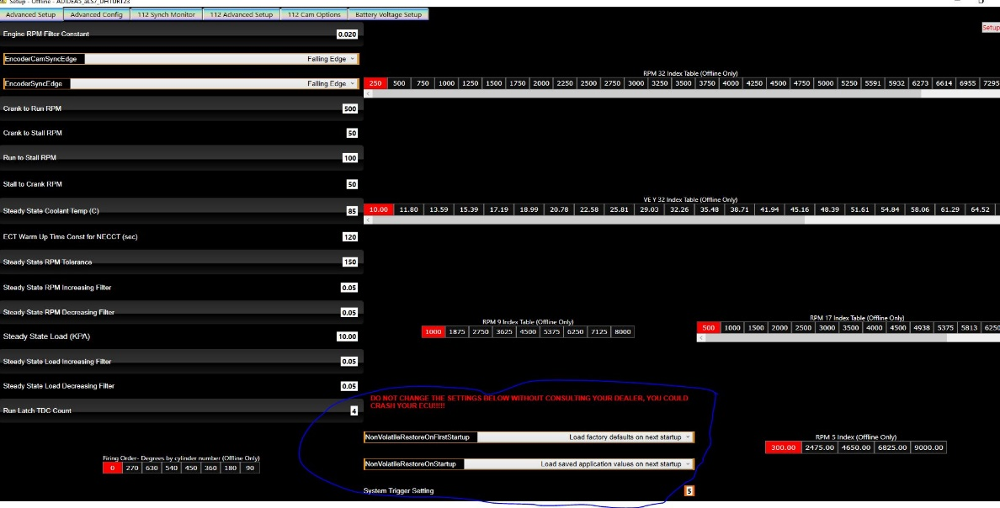 Setup - Offline -
Advanced Setup Advanced Config 112 Synch Monitor 112 Advanced Setup 112 Cam Options Battery Voltage Setup
Setup
Engine RPM Filter Constant 0.020
EncoderCamSyncEdge Falling Edge
EncoderSyncEdge Falling Edge
RPM 32 Index Table (Offline Only)
250 500 750 1000 1250 1500 1750 2000 2250 2500 2750 3000 3250 3500 3750 4000 4250 4500 4750 5000 5250 5591 5932 6273 6614 6955 7295
Crank to Run RPM 500
Crank to Stall RPM 50
Run to Stall RPM 100
Stall to Crank RPM 50
VE Y 32 Index Table (Offline Only)
Steady State Coolant Temp (C) 85
10.00 11.80 13.59 15.39 17.19 18.99 20.78 22.58 25.81 29.03 32.26 35.48 38.71 41.94 45.16 48.39 51.61 54.84 58.06 61.29 64.52
ECT Warm Up Time Const for NECCT (sec) 120
Steady State RPM Tolerance 150
Steady State RPM Increasing Filter 0.05
Steady State RPM Decreasing Filter 0.05
RPM 9 Index Table (Offline Only)
1000 1875 2750 3625 4500 5375 6250 7125 8000
RPM 17 Index Table (Offline Only)
500 1000 1500 2000 2500 3000 3500 4000 4500 4938 5375 5813 6250
Steady State Load (KPA) 10.00
Steady State Load Increasing Filter 0.05
Steady State Load Decreasing Filter 0.05
Run Latch TDC Count 4
DO NOT CHANGE THE SETTINGS BELOW WITHOUT CONSULTING YOUR DEALER, YOU COULD
CRASH YOUR ECU!!!!!
NonVolatileRestoreOnFirstStartup Load factory defaults on next startup
NonVolatileRestoreOnStartup Load saved application values on next startup
System Trigger Setting 5
RPM 5 Index (Offline Only)
300.00 2475.00 4650.00 6825.00 9000.00
Firing Order- Degrees by cylinder number (Offline Only)
0 270 630 540 450 360 180 90